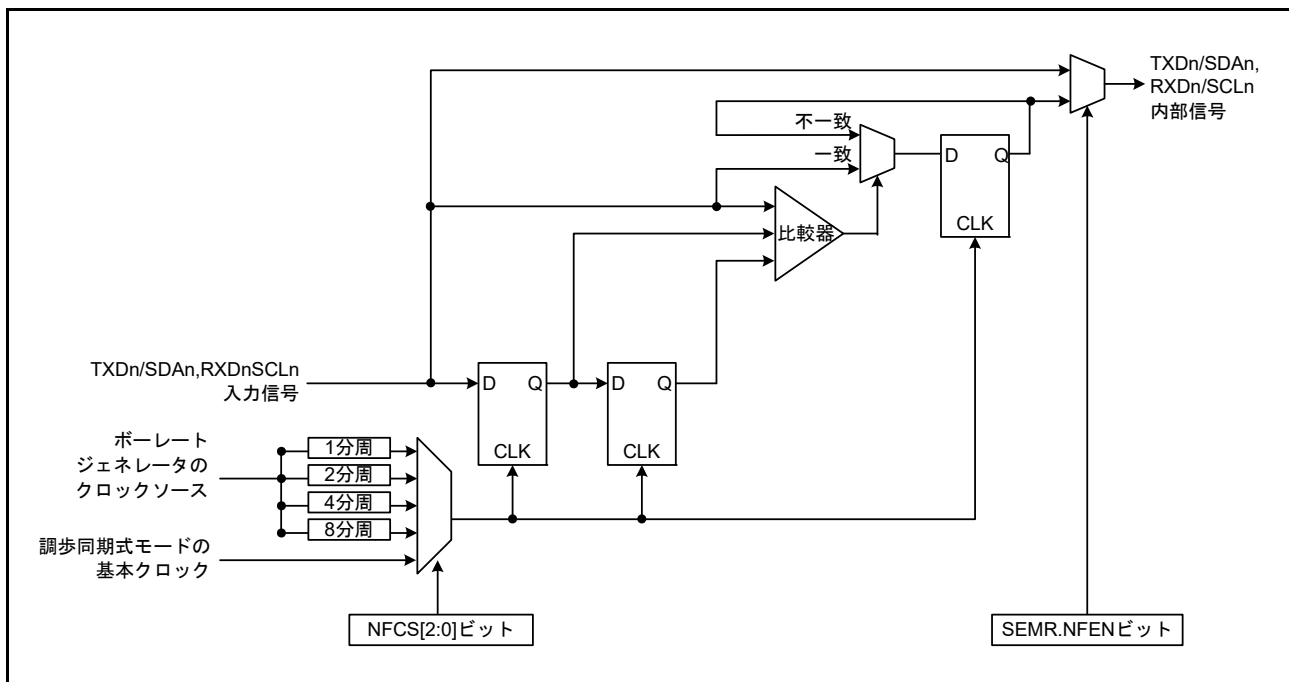 TXDn/SDAn,
RXDn/SCLn
内部信号
不一致
一致
D
Q
CLK
比較器
TXDn/SDAn,RXDnSCLn
入力信号
D
Q
CLK
D
Q
CLK
ボーレート
ジェネレータの
クロックソース
1分周
2分周
4分周
8分周
調歩同期式モードの
基本クロック
NFCS[2:0]ビット
SEMR.NFENビット